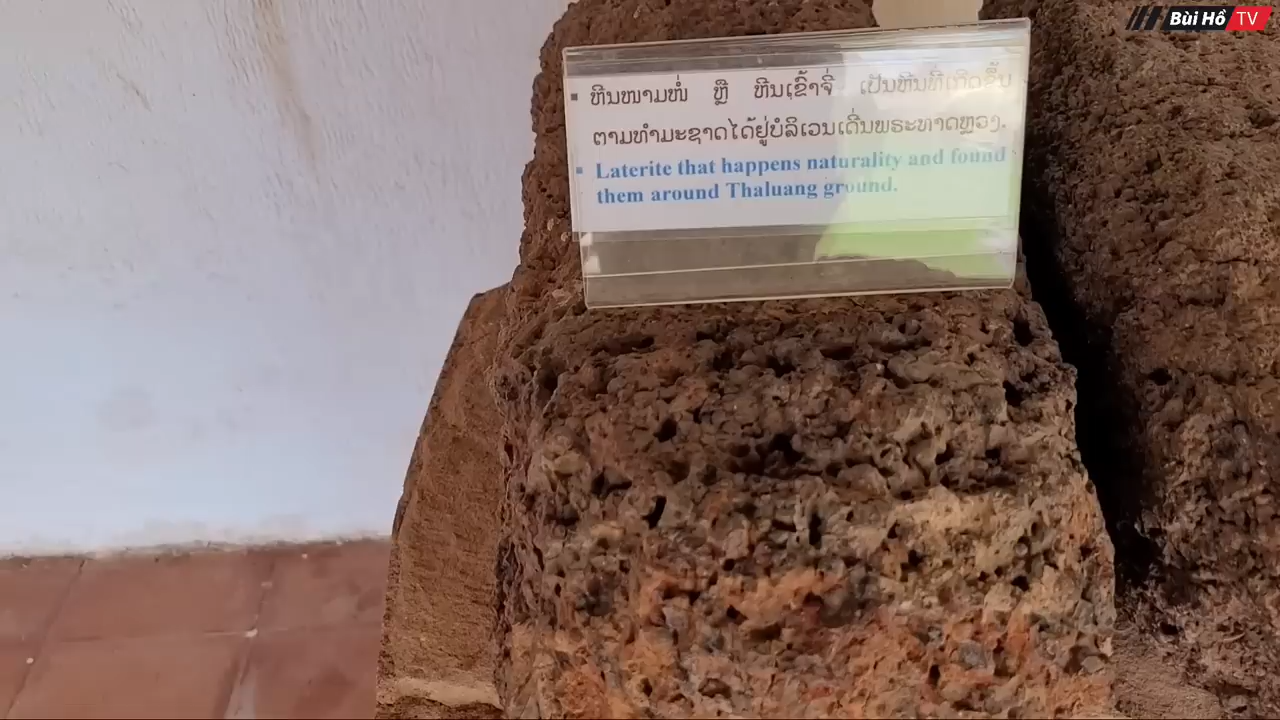 Bùi Hồ TV
▪ ຫີນໜາມໜໍ່ ຫຼື ຫີນເຂົ້າຈີ່ ເປັນຫີນທີ່ເກີດຂຶ້ນ
ຕາມທຳມະຊາດໄດ້ຢູ່ບໍລິເວນເດີ່ນພຣະທາດຫຼວງ.
▪ Laterite that happens naturality and found
them around Thaluang ground.